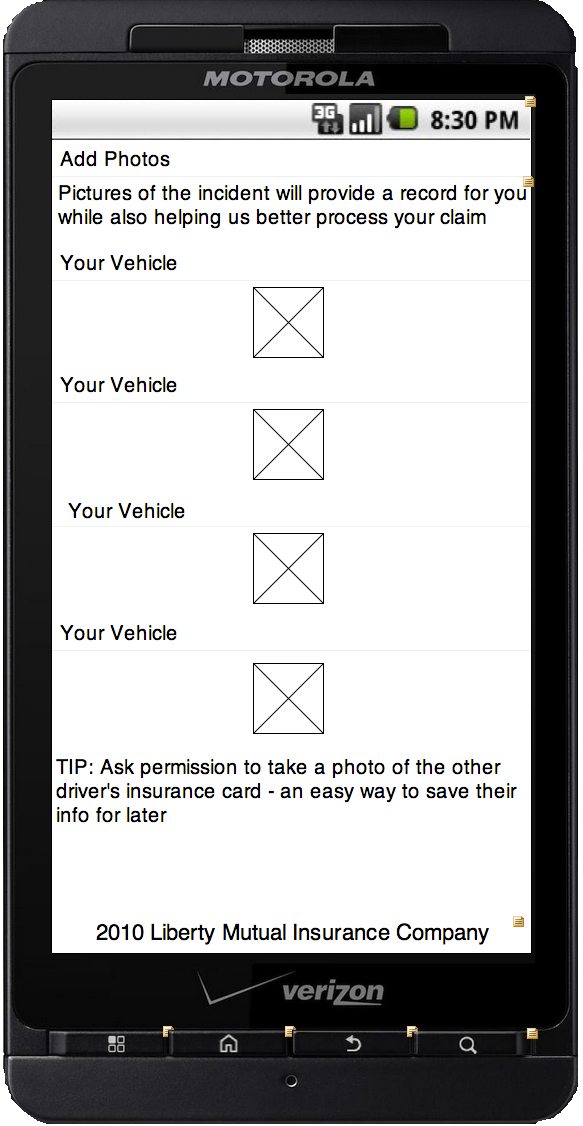 MOTOROLA
3G 8:30 PM
Add Photos
Pictures of the incident will provide a record for you
while also helping us better process your claim
Your Vehicle
Your Vehicle
Your Vehicle
Your Vehicle
TIP: Ask permission to take a photo of the other
driver's insurance card - an easy way to save their
info for later
2010 Liberty Mutual Insurance Company
verizon